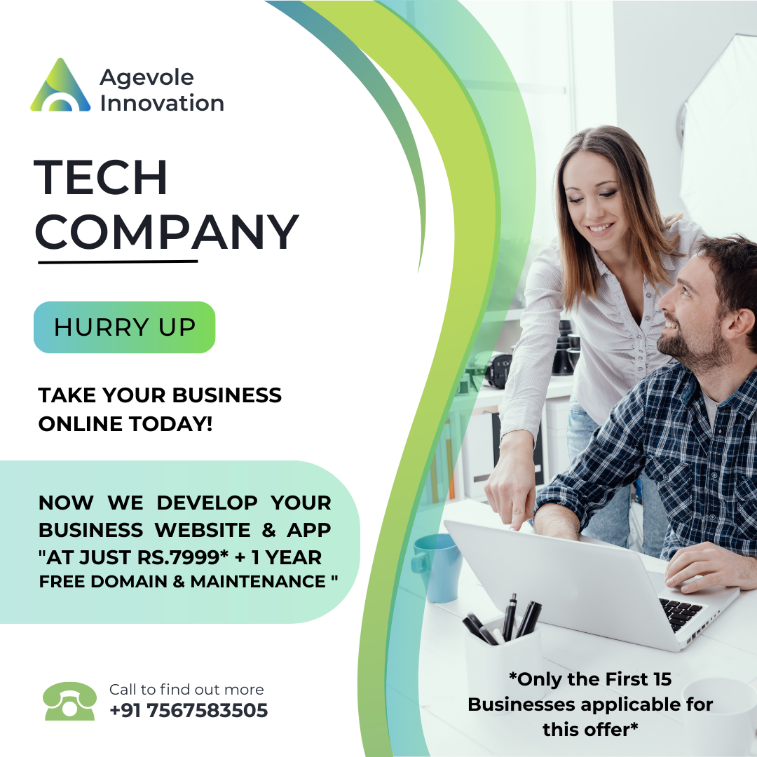 Agevole
Innovation
TECH
COMPANY
HURRY UP
TAKE YOUR BUSINESS
ONLINE TODAY!
NOW WE DEVELOP YOUR
BUSINESS WEBSITE & APP
"AT JUST RS.7999* + 1 YEAR
FREE DOMAIN & MAINTENANCE "
Call to find out more
+91 7567583505
*Only the First 15
Businesses applicable for
this offer*